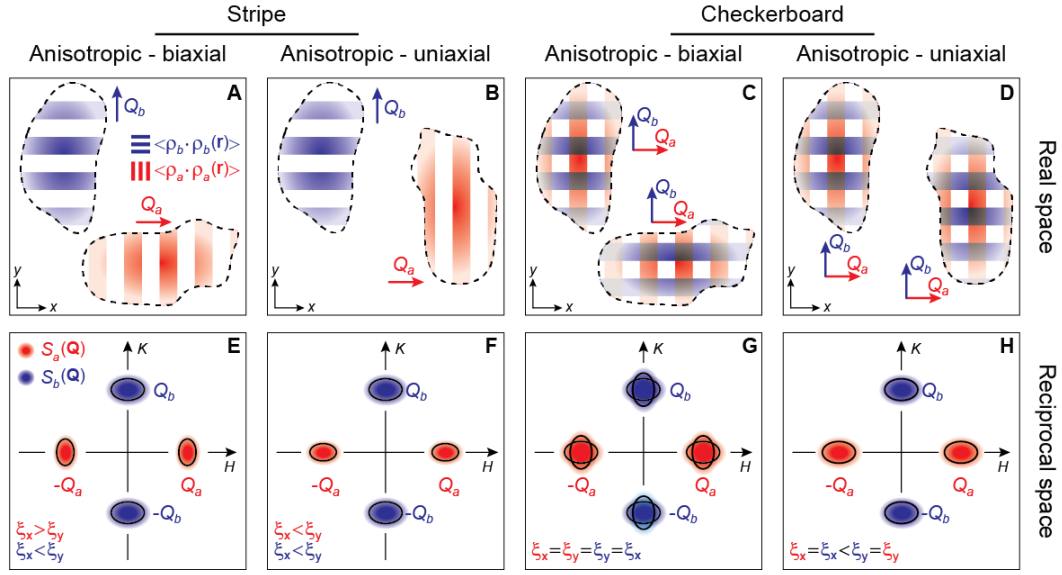 Stripe
Checkerboard
Anisotropic - biaxial
Anisotropic - uniaxial
Anisotropic - biaxial
Anisotropic - uniaxial
A
Q_b
<ρ_b·ρ_b(r)>
<ρ_a·ρ_a(r)>
Q_a
y
x
B
Q_b
Q_a
y
x
C
Q_b
Q_a
Q_b
Q_a
y
x
D
Q_b
Q_a
Q_b
Q_a
y
x
Real space
E
S_a(Q)
S_b(Q)
K
Q_b
H
-Q_a
Q_a
-Q_b
ξ_x>ξ_y
ξ_x<ξ_y
F
K
Q_b
H
-Q_a
Q_a
-Q_b
ξ_x<ξ_y
ξ_x<ξ_y
G
K
Q_b
H
-Q_a
Q_a
-Q_b
ξ_x=ξ_y=ξ_y=ξ_x
H
K
Q_b
H
-Q_a
Q_a
-Q_b
ξ_x=ξ_x<ξ_y=ξ_y
Reciprocal space